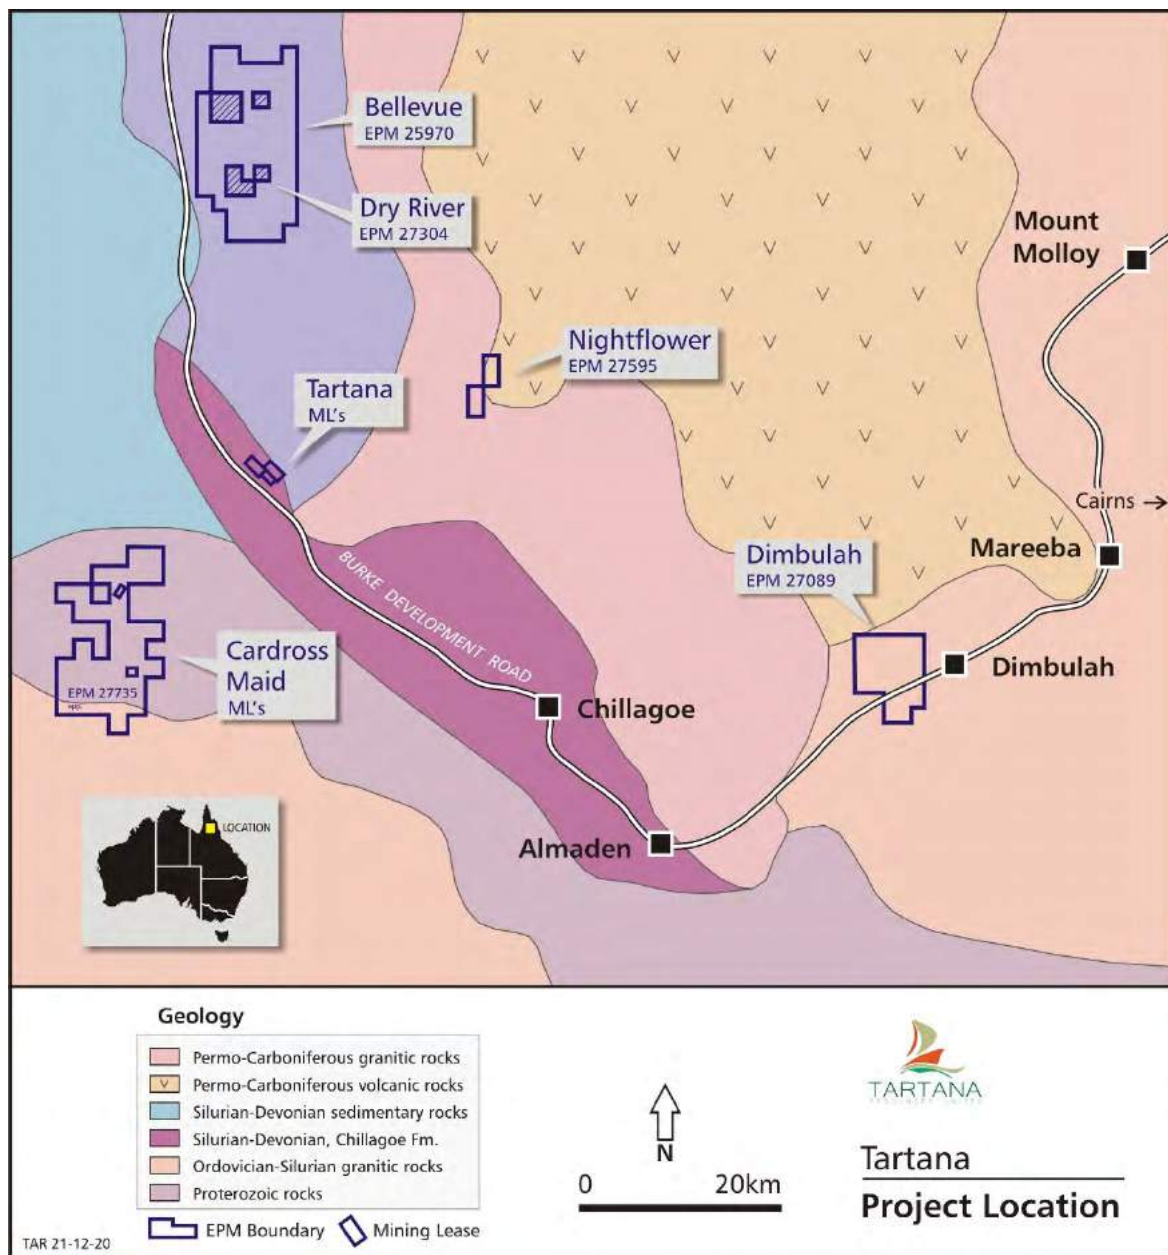 Bellevue
EPM 25970
Dry River
EPM 27304
Mount
Molloy
Nightflower
EPM 27595
Tartana
ML's
Cairns →
Mareeba
Dimbulah
EPM 27089
BURKE DEVELOPMENT ROAD
Cardross
Maid
ML's
EPM 27735
Dimbulah
Chillagoe
Almaden
LOCATION
Geology
Permo-Carboniferous granitic rocks
V Permo-Carboniferous volcanic rocks
Silurian-Devonian sedimentary rocks
Silurian-Devonian, Chillagoe Fm.
Ordovician-Silurian granitic rocks
Proterozoic rocks
EPM Boundary
Mining Lease
N
0 20km
TARTANA
Tartana
Project Location
TAR 21-12-20